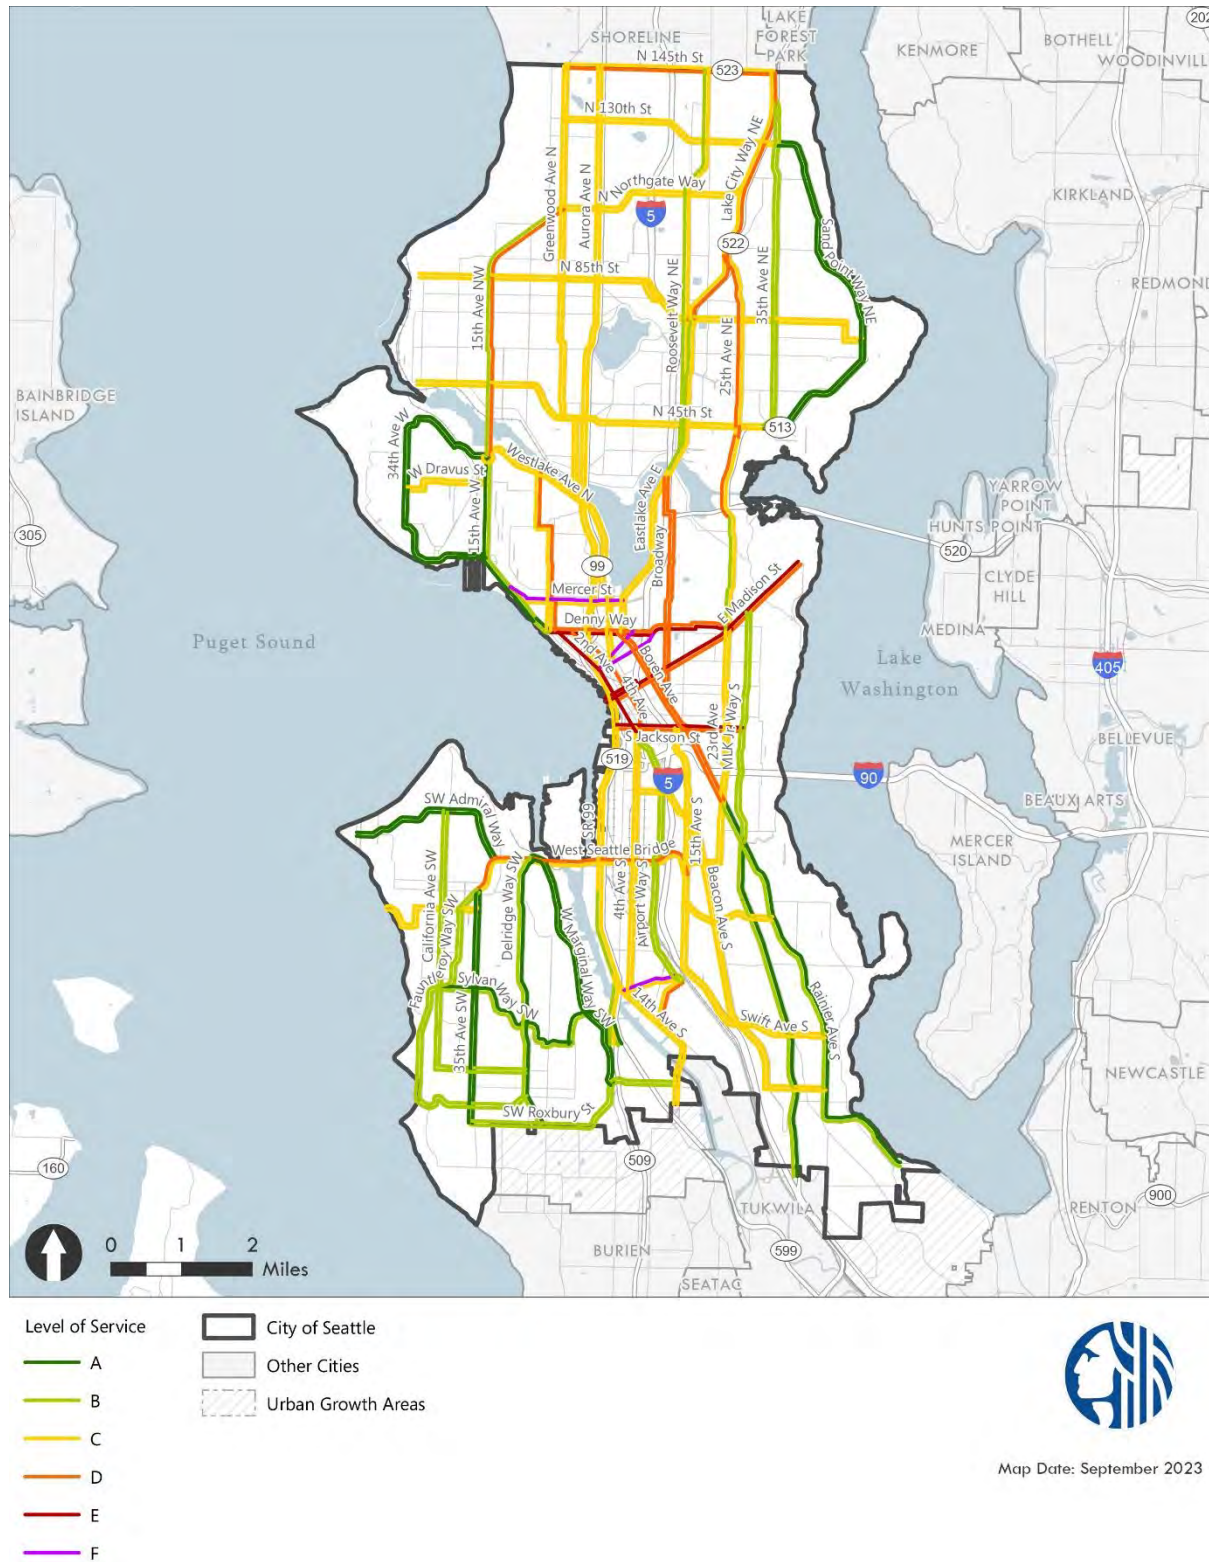 202
LAKE
FOREST
PARK
SHORELINE
KENMORE
BOTHELL
WOODINVILL
N 145th St
523
N 130th St
Greenwood Ave N
Aurora Ave N
N Northgate Way
Lake City Way NE
5
KIRKLAND
Sand Point Way NE
522
N 85th St
15th Ave NW
Roosevelt Way NE
35th Ave NE
REDMOND
25th Ave NE
BAINBRIDGE
ISLAND
N 45th St
513
34th Ave W
W Dravus St
Westlake Ave N
15th Ave W
Eastlake Ave E
Broadway
YARROW
POINT
HUNTS POINT
305
520
99
CLYDE
HILL
Mercer St
E Madison St
Denny Way
MEDINA
Puget Sound
2nd Ave
Boren Ave
4th Ave
Lake
Washington
405
23rd Ave
MLK Jr Way S
S Jackson St
BELLEVUE
519
5
90
BEAUX ARTS
SW Admiral Way
SR 99
15th Ave S
MERCER
ISLAND
West Seattle Bridge
California Ave SW
Fauntleroy Way SW
Delridge Way SW
W Marginal Way SW
4th Ave S
Airport Way S
Beacon Ave S
Sylvan Way SW
35th Ave SW
14th Ave S
Swift Ave S
Rainier Ave S
NEWCASTLE
SW Roxbury St
160
509
TUKWILA
RENTON
900
599
BURIEN
SEATAC
0 1 2
Miles
Level of Service
A
B
C
D
E
F
City of Seattle
Other Cities
Urban Growth Areas
Map Date: September 2023